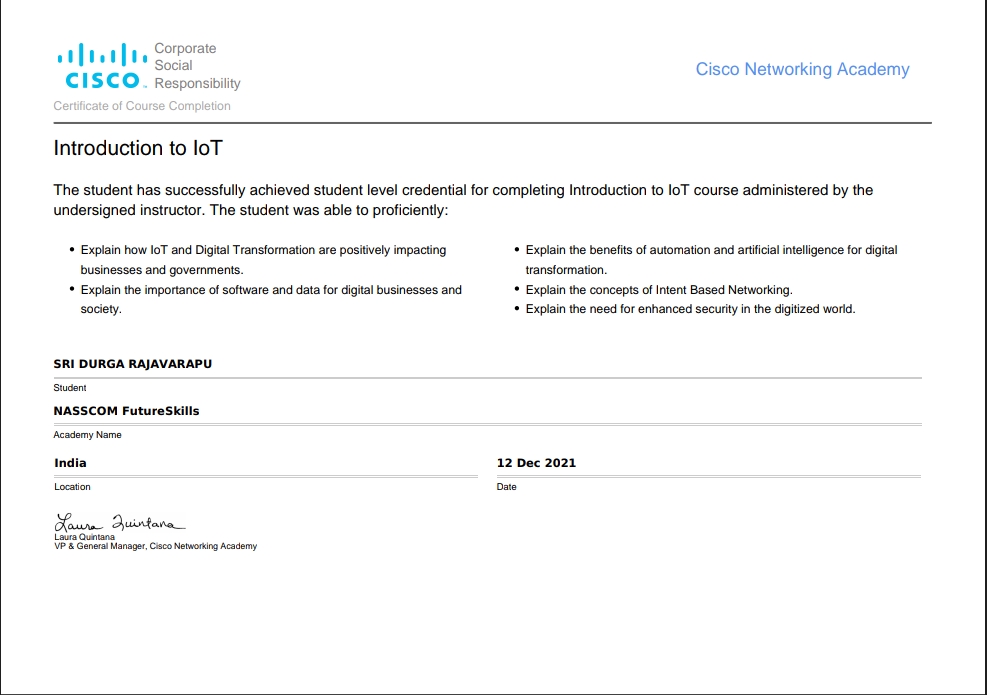 CISCO
Corporate
Social
Responsibility
Cisco Networking Academy
Certificate of Course Completion
Introduction to IoT
The student has successfully achieved student level credential for completing Introduction to IoT course administered by the
undersigned instructor. The student was able to proficiently:
• Explain how IoT and Digital Transformation are positively impacting
businesses and governments.
• Explain the importance of software and data for digital businesses and
society.
• Explain the benefits of automation and artificial intelligence for digital
transformation.
• Explain the concepts of Intent Based Networking.
• Explain the need for enhanced security in the digitized world.
SRI DURGA RAJAVARAPU
Student
NASSCOM FutureSkills
Academy Name
India
Location
12 Dec 2021
Date
Laura Quintana
Laura Quintana
VP & General Manager, Cisco Networking Academy